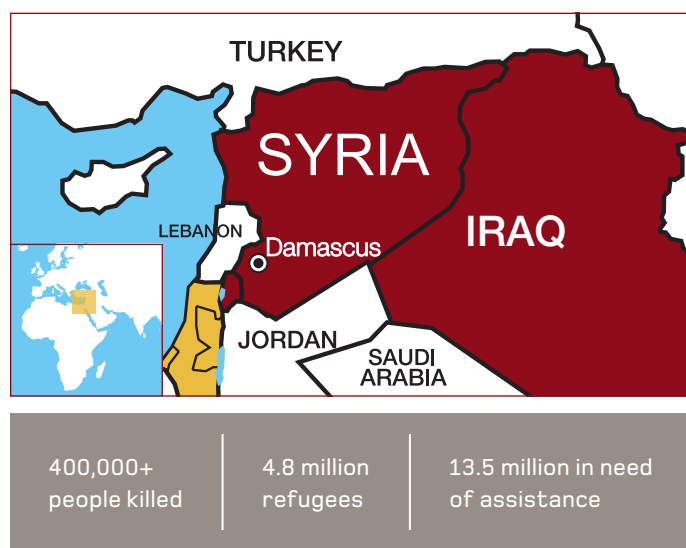 TURKEY
SYRIA
LEBANON
Damascus
IRAQ
JORDAN
SAUDI
ARABIA
400,000+
people killed
4.8 million
refugees
13.5 million in need
of assistance